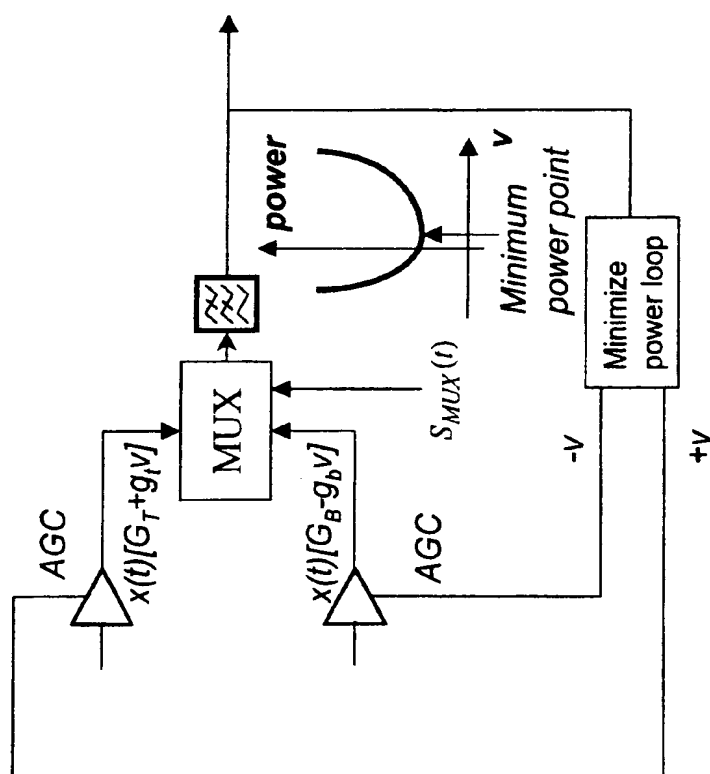 AGC
x(t)[G_T+g_tv]
MUX
x(t)[G_B-g_bv]
AGC
S_MUX(t)
power
v
Minimum
power point
Minimize
power loop
-v
+v